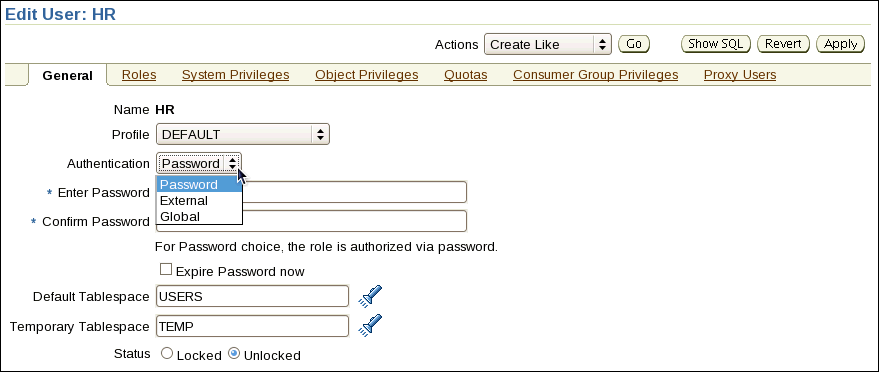 Edit User: HR
Actions Create Like Go Show SQL Revert Apply
General Roles System Privileges Object Privileges Quotas Consumer Group Privileges Proxy Users
Name HR
Profile DEFAULT
Authentication Password
Password
* Enter Password
External
Global
* Confirm Password
For Password choice, the role is authorized via password.
Expire Password now
Default Tablespace USERS
Temporary Tablespace TEMP
Status Locked Unlocked